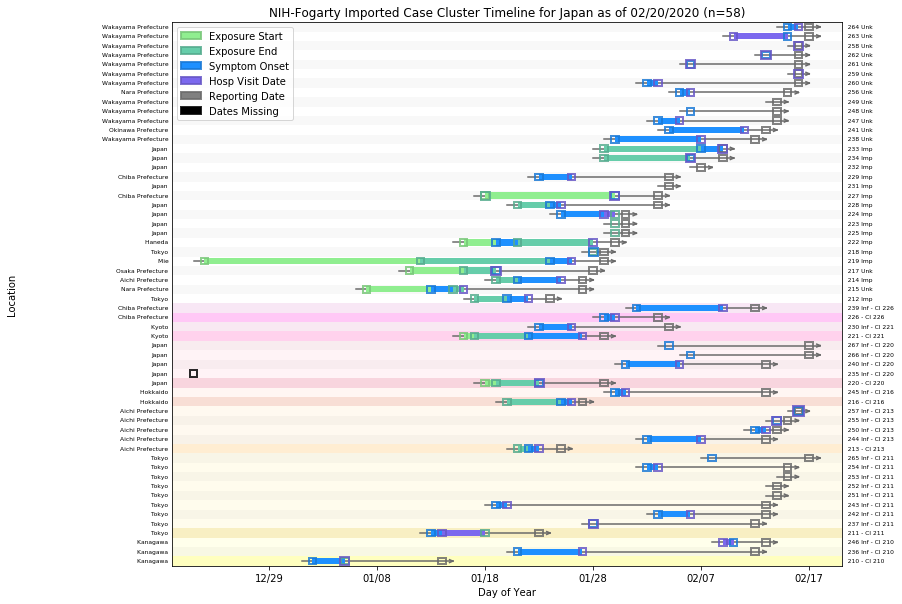 NIH-Fogarty Imported Case Cluster Timeline for Japan as of 02/20/2020 (n=58)
Exposure Start
Exposure End
Symptom Onset
Hosp Visit Date
Reporting Date
Dates Missing
Location
Wakayama Prefecture 264 Unk
Wakayama Prefecture 263 Unk
Wakayama Prefecture 258 Unk
Wakayama Prefecture 262 Unk
Wakayama Prefecture 261 Unk
Wakayama Prefecture 259 Unk
Wakayama Prefecture 260 Unk
Nara Prefecture 256 Unk
Wakayama Prefecture 249 Unk
Wakayama Prefecture 248 Unk
Wakayama Prefecture 247 Unk
Okinawa Prefecture 241 Unk
Wakayama Prefecture 238 Unk
Japan 233 Imp
Japan 234 Imp
Japan 232 Imp
Chiba Prefecture 229 Imp
Japan 231 Imp
Chiba Prefecture 227 Imp
Japan 228 Imp
Japan 224 Imp
Japan 223 Imp
Japan 225 Imp
Haneda 222 Imp
Tokyo 218 Imp
Mie 219 Imp
Osaka Prefecture 217 Unk
Aichi Prefecture 214 Imp
Nara Prefecture 215 Unk
Tokyo 212 Imp
Chiba Prefecture 239 Inf - Cl 226
Chiba Prefecture 226 - Cl 226
Kyoto 230 Inf - Cl 221
Kyoto 221 - Cl 221
Japan 267 Inf - Cl 220
Japan 266 Inf - Cl 220
Japan 240 Inf - Cl 220
Japan 235 Inf - Cl 220
Japan 220 - Cl 220
Hokkaido 245 Inf - Cl 216
Hokkaido 216 - Cl 216
Aichi Prefecture 257 Inf - Cl 213
Aichi Prefecture 255 Inf - Cl 213
Aichi Prefecture 250 Inf - Cl 213
Aichi Prefecture 244 Inf - Cl 213
Aichi Prefecture 213 - Cl 213
Tokyo 265 Inf - Cl 211
Tokyo 254 Inf - Cl 211
Tokyo 253 Inf - Cl 211
Tokyo 252 Inf - Cl 211
Tokyo 251 Inf - Cl 211
Tokyo 243 Inf - Cl 211
Tokyo 242 Inf - Cl 211
Tokyo 237 Inf - Cl 211
Tokyo 211 - Cl 211
Kanagawa 246 Inf - Cl 210
Kanagawa 236 Inf - Cl 210
Kanagawa 210 - Cl 210
12/29 01/08 01/18 01/28 02/07 02/17
Day of Year